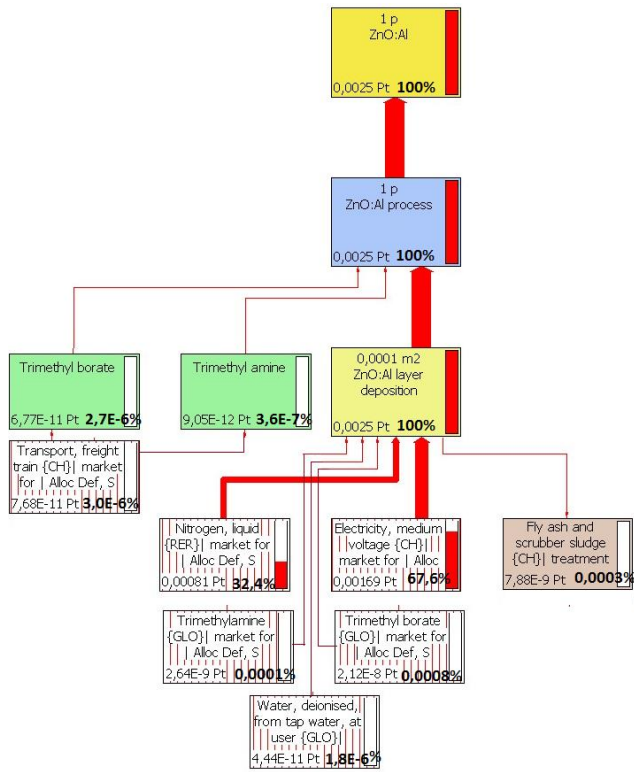 1 p
ZnO:Al
0,0025 Pt 100%
1 p
ZnO:Al process
0,0025 Pt 100%
Trimethyl borate
6,77E-11 Pt 2,7E-6%
Trimethyl amine
9,05E-12 Pt 3,6E-7%
0,0001 m2
ZnO:Al layer
deposition
0,0025 Pt 100%
Transport, freight
train {CH}| market
for | Alloc Def, S
7,68E-11 Pt 3,0E-6%
Nitrogen, liquid
{RER}| market for
| Alloc Def, S
0,00081 Pt 32,4%
Electricity, medium
voltage {CH}|
market for | Alloc
0,00169 Pt 67,6%
Fly ash and
scrubber sludge
{CH}| treatment
7,88E-9 Pt 0,0003%
Trimethylamine
{GLO}| market for
| Alloc Def, S
2,64E-9 Pt 0,0001%
Trimethyl borate
{GLO}| market for
| Alloc Def, S
2,12E-8 Pt 0,0008%
Water, deionised,
from tap water, at
user {GLO}|
4,44E-11 Pt 1,8E-6%